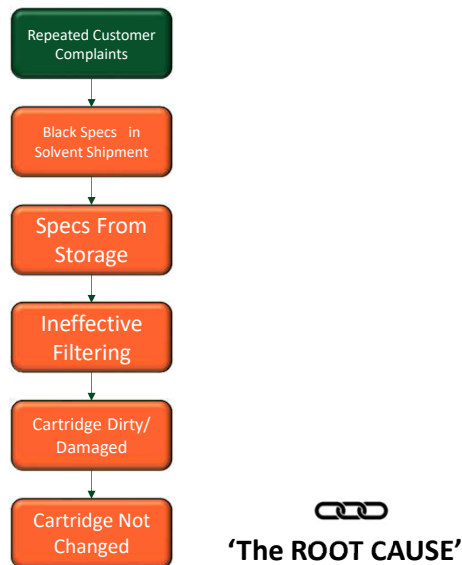 Repeated Customer
Complaints
Black Specs in
Solvent Shipment
Specs From
Storage
Ineffective
Filtering
Cartridge Dirty/
Damaged
Cartridge Not
Changed
‘The ROOT CAUSE’